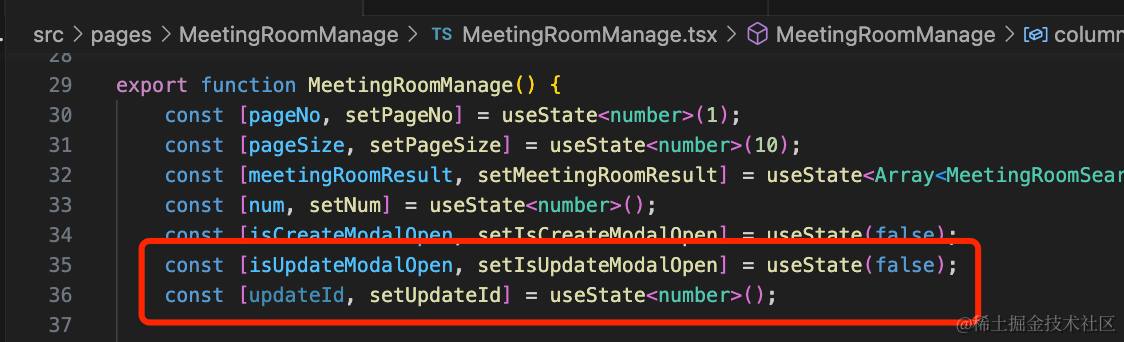 src > pages > MeetingRoomManage > TS MeetingRoomManage.tsx > MeetingRoomManage > column
28
29 export function MeetingRoomManage() {
30 const [pageNo, setPageNo] = useState<number>(1);
31 const [pageSize, setPageSize] = useState<number>(10);
32 const [meetingRoomResult, setMeetingRoomResult] = useState<Array<MeetingRoomSear
33 const [num, setNum] = useState<number>();
34 const [isCreateModalOpen, setIsCreateModalOpen] = useState(false);
35 const [isUpdateModalOpen, setIsUpdateModalOpen] = useState(false);
36 const [updateId, setUpdateId] = useState<number>();
37
@稀土掘金技术社区